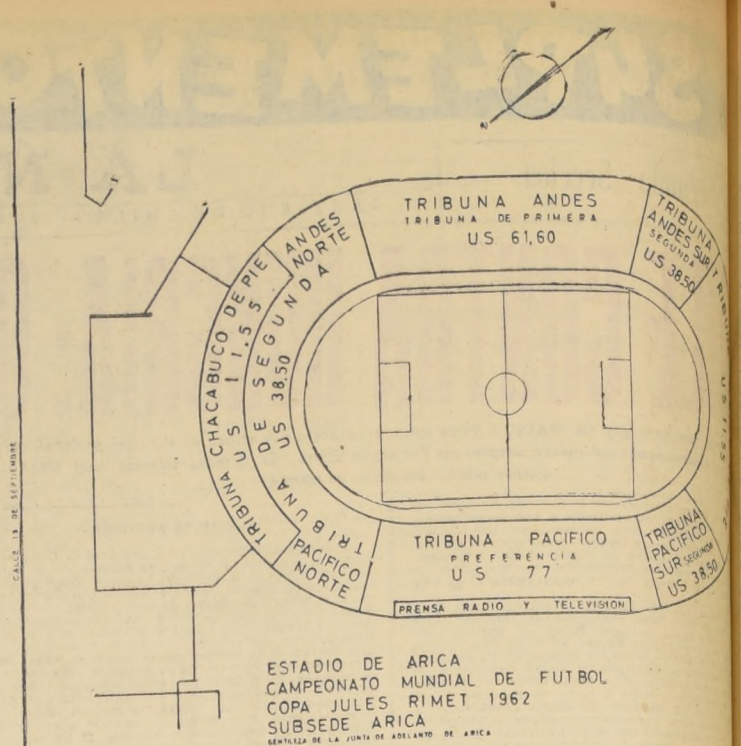 N
TRIBUNA ANDES
TRIBUNA DE PRIMERA
U.S 61,60
TRIBUNA
ANDES SUR
SEGUNDA
U.S 38.50
ANDES
NORTE
TRIBUNA CHACABUCO DE PIE
US 11.55
TRIBUNA DE SEGUNDA
US 38.50
US 11.55
PACIFICO
NORTE
TRIBUNA PACIFICO
PREFERENCIA
US 77
PRENSA RADIO Y TELEVISION
TRIBUNA
PACIFICO
SUR SEGUNDA
US 38.50
CALLE 18 DE SEPTIEMBRE
ESTADIO DE ARICA
CAMPEONATO MUNDIAL DE FUTBOL
COPA JULES RIMET 1962
SUBSEDE ARICA
GENTILEZA DE LA JUNTA DE ADELANTO DE ARICA